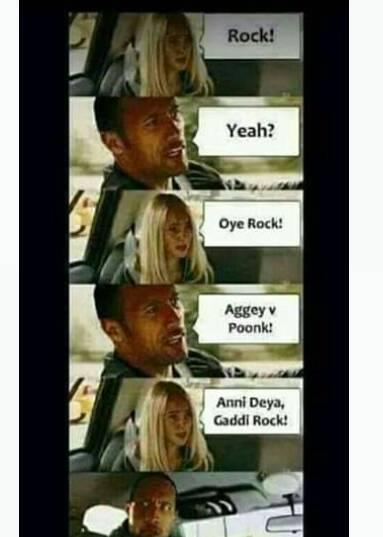 Rock!
Yeah?
Oye Rock!
Aggey v
Poonk!
Anni Deya,
Gaddi Rock!